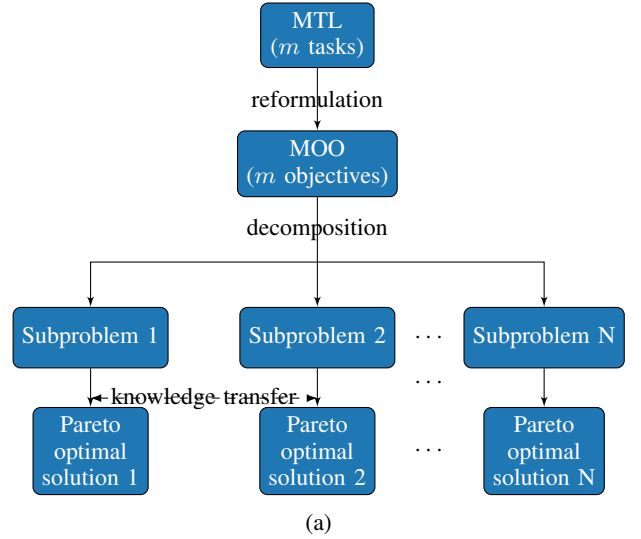 MTL
(m tasks)
reformulation
MOO
(m objectives)
decomposition
Subproblem 1
Subproblem 2
. . .
Subproblem N
. . .
knowledge transfer
Pareto
optimal
solution 1
Pareto
optimal
solution 2
. . .
Pareto
optimal
solution N
(a)